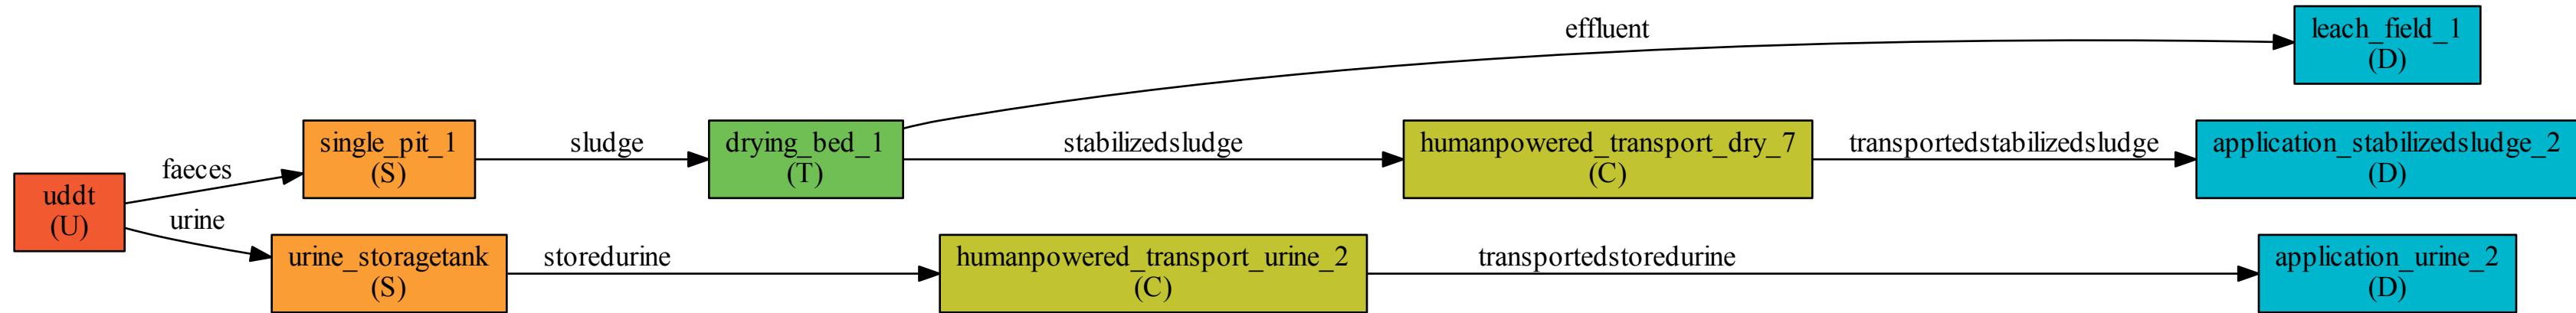 effluent
leach_field_1
(D)
faeces
single_pit_1
(S)
sludge
drying_bed_1
(T)
stabilizedsludge
humanpowered_transport_dry_7
(C)
transportedstabilizedsludge
application_stabilizedsludge_2
(D)
uddt
(U)
urine
urine_storagetank
(S)
storedurine
humanpowered_transport_urine_2
(C)
transportedstoredurine
application_urine_2
(D)